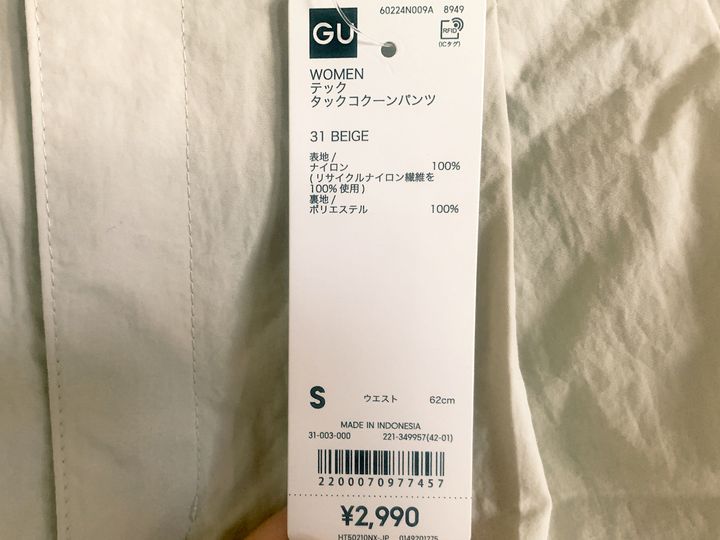 60224N009A 8949
GU
RFID
(ICタグ)
WOMEN
テック
タックコクーンパンツ
31 BEIGE
表地 /
ナイロン 100%
(リサイクルナイロン繊維を
100% 使用)
裏地 /
ポリエステル 100%
S ウエスト 62cm
MADE IN INDONESIA
31-003-000 221-349957(42-01)
2200070977457
¥2,990
HT50210NX-JP 0149201275